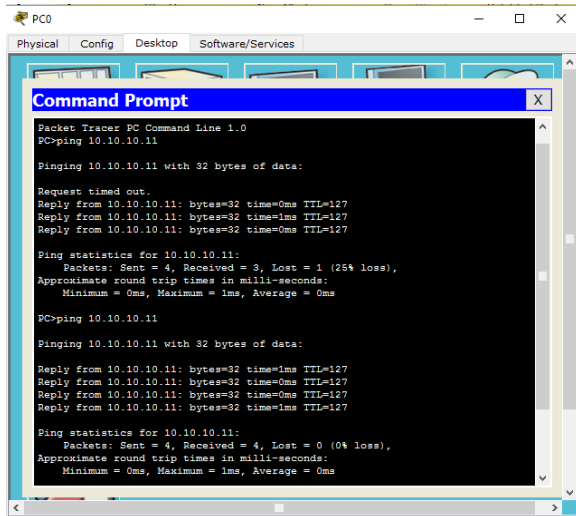 PC0
Physical Config Desktop Software/Services
Command Prompt
X
Packet Tracer PC Command Line 1.0
PC>ping 10.10.10.11
Pinging 10.10.10.11 with 32 bytes of data:
Request timed out.
Reply from 10.10.10.11: bytes=32 time=0ms TTL=127
Reply from 10.10.10.11: bytes=32 time=1ms TTL=127
Reply from 10.10.10.11: bytes=32 time=0ms TTL=127
Ping statistics for 10.10.10.11:
Packets: Sent = 4, Received = 3, Lost = 1 (25% loss),
Approximate round trip times in milli-seconds:
Minimum = 0ms, Maximum = 1ms, Average = 0ms
PC>ping 10.10.10.11
Pinging 10.10.10.11 with 32 bytes of data:
Reply from 10.10.10.11: bytes=32 time=1ms TTL=127
Reply from 10.10.10.11: bytes=32 time=0ms TTL=127
Reply from 10.10.10.11: bytes=32 time=0ms TTL=127
Reply from 10.10.10.11: bytes=32 time=1ms TTL=127
Ping statistics for 10.10.10.11:
Packets: Sent = 4, Received = 4, Lost = 0 (0% loss),
Approximate round trip times in milli-seconds:
Minimum = 0ms, Maximum = 1ms, Average = 0ms